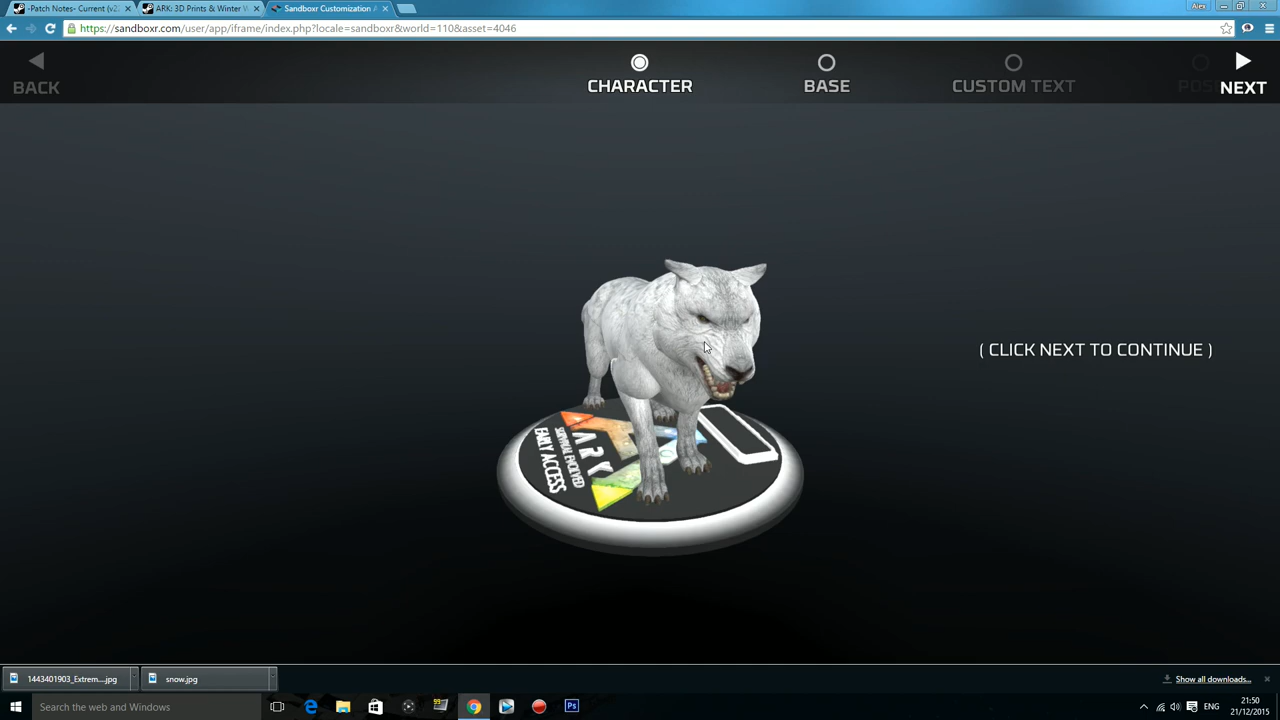 -Patch Notes- Current (v22
ARK: 3D Prints & Winter W
Sandboxr Customization A
Alex
https://sandboxr.com/user/app/iframe/index.php?locale=sandboxr&world=110&asset=4046
BACK
CHARACTER
BASE
CUSTOM TEXT
NEXT
( CLICK NEXT TO CONTINUE )
ARK
SURVIVAL EVOLVED
EARLY ACCESS
1443401903_Extrem....jpg
snow.jpg
Show all downloads...
Search the web and Windows
99
Ps
ENG
21:50
21/12/2015